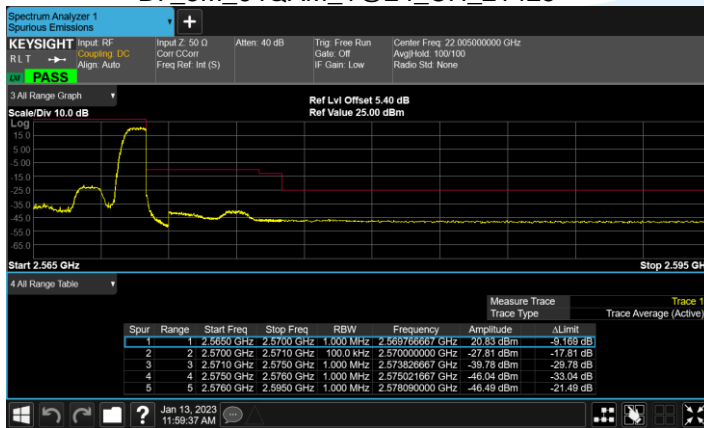 Spectrum Analyzer 1
Spurious Emissions
+
KEYSIGHT Input: RF Input Z: 50 Ω Atten: 40 dB Trig: Free Run Center Freq: 22.005000000 GHz
RLT Coupling: DC Corr CCorr Gate: Off Avg|Hold: 100/100
Align: Auto Freq Ref: Int (S) IF Gain: Low Radio Std: None
PASS
3 All Range Graph
Ref Lvl Offset 5.40 dB
Scale/Div 10.0 dB Ref Value 25.00 dBm
Log
15.0
5.00
-5.00
-15.0
-25.0
-35.0
-45.0
-55.0
-65.0
Start 2.565 GHz Stop 2.595 GH
4 All Range Table
Measure Trace Trace 1
Trace Type Trace Average (Active)
Spur Range Start Freq Stop Freq RBW Frequency Amplitude ΔLimit
1 1 2.5650 GHz 2.5700 GHz 1.000 MHz 2.569766667 GHz 20.83 dBm -9.169 dB
2 2 2.5700 GHz 2.5710 GHz 100.0 kHz 2.570000000 GHz -27.81 dBm -17.81 dB
3 3 2.5710 GHz 2.5750 GHz 1.000 MHz 2.573826667 GHz -39.78 dBm -29.78 dB
4 4 2.5750 GHz 2.5760 GHz 1.000 MHz 2.575021667 GHz -46.04 dBm -33.04 dB
5 5 2.5760 GHz 2.5950 GHz 1.000 MHz 2.578090000 GHz -46.49 dBm -21.49 dB
?
Jan 13, 2023
11:59:37 AM